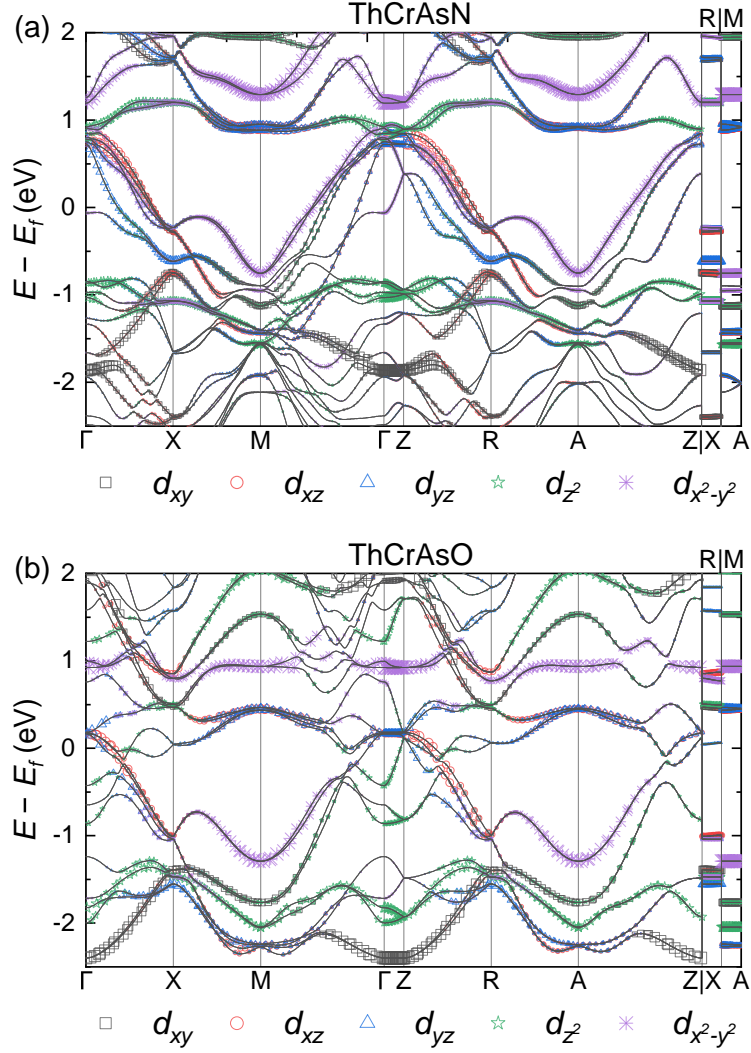 (a) ThCrAsN R|M
2
1
0
-1
-2
E − E_f (eV)
Γ X M Γ Z R A Z|X A
d_xy d_xz d_yz d_z² d_x²-y²
(b) ThCrAsO R|M
2
1
0
-1
-2
E − E_f (eV)
Γ X M Γ Z R A Z|X A
d_xy d_xz d_yz d_z² d_x²-y²